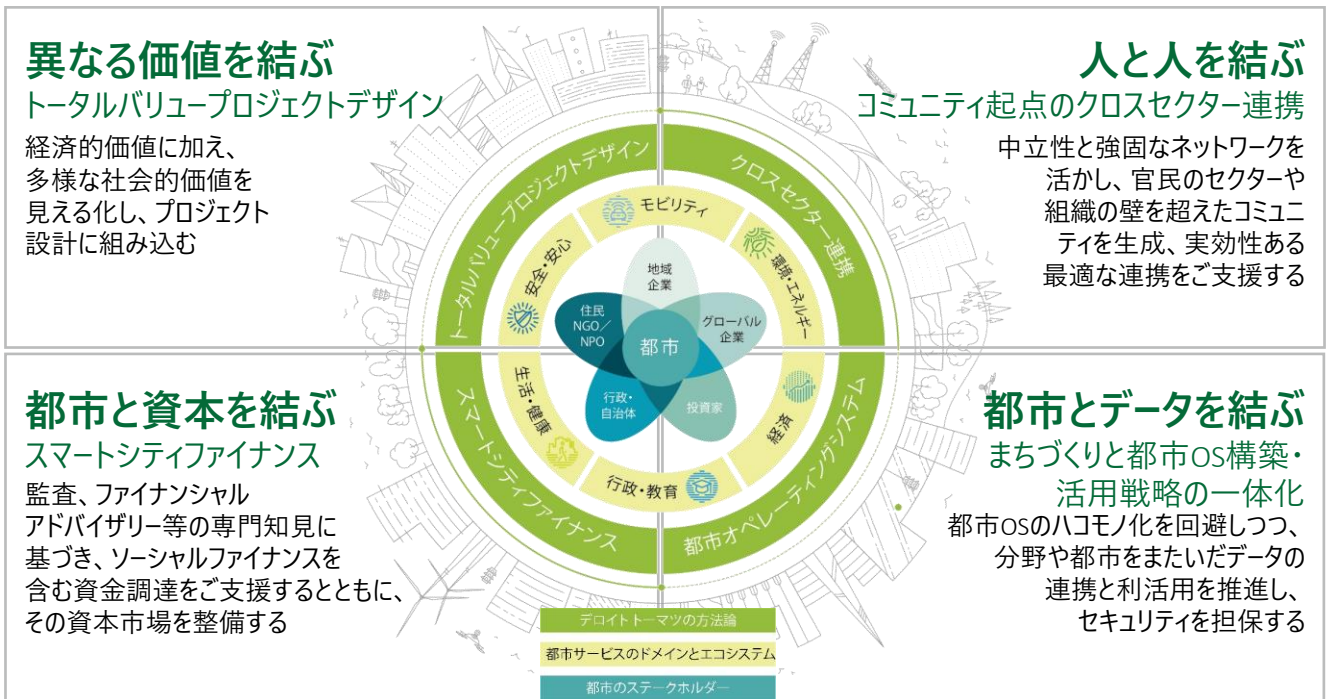 異なる価値を結ぶ
トータルバリュープロジェクトデザイン
経済的価値に加え、
多様な社会的価値を
見える化し、プロジェクト
設計に組み込む
人と人を結ぶ
コミュニティ起点のクロスセクター連携
中立性と強固なネットワークを
活かし、官民のセクターや
組織の壁を超えたコミュニ
ティを生成、実効性ある
最適な連携をご支援する
トータルバリュープロジェクトデザイン
クロスセクター連携
モビリティ
安全・安心
環境・エネルギー
地域
企業
住民
NGO／
NPO
グローバル
企業
都市
行政・
自治体
投資家
生活・健康
経済
行政・教育
スマートシティファイナンス
都市オペレーティングシステム
都市と資本を結ぶ
スマートシティファイナンス
監査、ファイナンシャル
アドバイザリー等の専門知見に
基づき、ソーシャルファイナンスを
含む資金調達をご支援するとともに、
その資本市場を整備する
都市とデータを結ぶ
まちづくりと都市OS構築・
活用戦略の一体化
都市OSのハコモノ化を回避しつつ、
分野や都市をまたいだデータの
連携と利活用を推進し、
セキュリティを担保する
デロイトトーマツの方法論
都市サービスのドメインとエコシステム
都市のステークホルダー